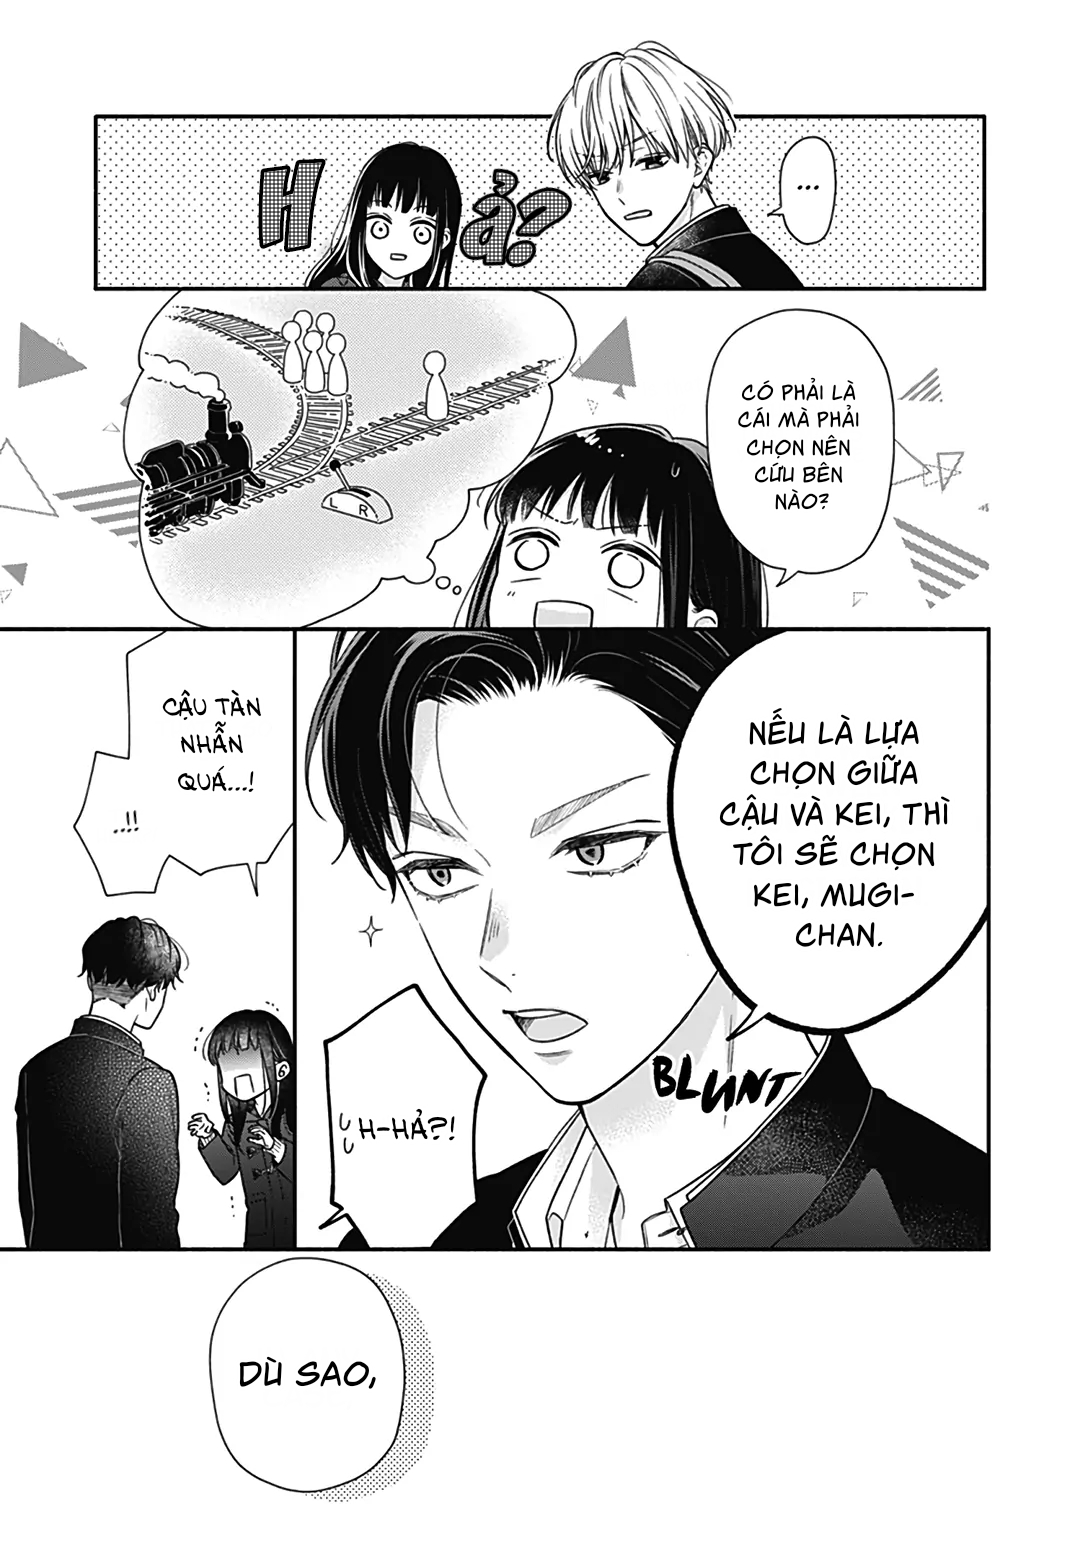 ...
HẢ?
CÓ PHẢI LÀ
CÁI MÀ PHẢI
CHỌN NÊN
CỨU BÊN
NÀO?
L R
NẾU LÀ LỰA
CHỌN GIỮA
CẬU VÀ KEI, THÌ
TÔI SẼ CHỌN
KEI, MUGI-
CHAN.
BLUNT
H-HẢ?!
CẬU TÀN
NHẪN
QUÁ...!
...!!
DÙ SAO,